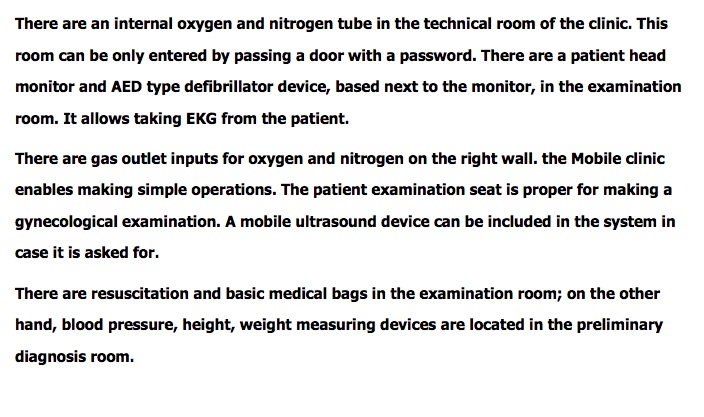 There are an internal oxygen and nitrogen tube in the technical room of the clinic. This
room can be only entered by passing a door with a password. There are a patient head
monitor and AED type defibrillator device, based next to the monitor, in the examination
room. It allows taking EKG from the patient.
There are gas outlet inputs for oxygen and nitrogen on the right wall. the Mobile clinic
enables making simple operations. The patient examination seat is proper for making a
gynecological examination. A mobile ultrasound device can be included in the system in
case it is asked for.
There are resuscitation and basic medical bags in the examination room; on the other
hand, blood pressure, height, weight measuring devices are located in the preliminary
diagnosis room.